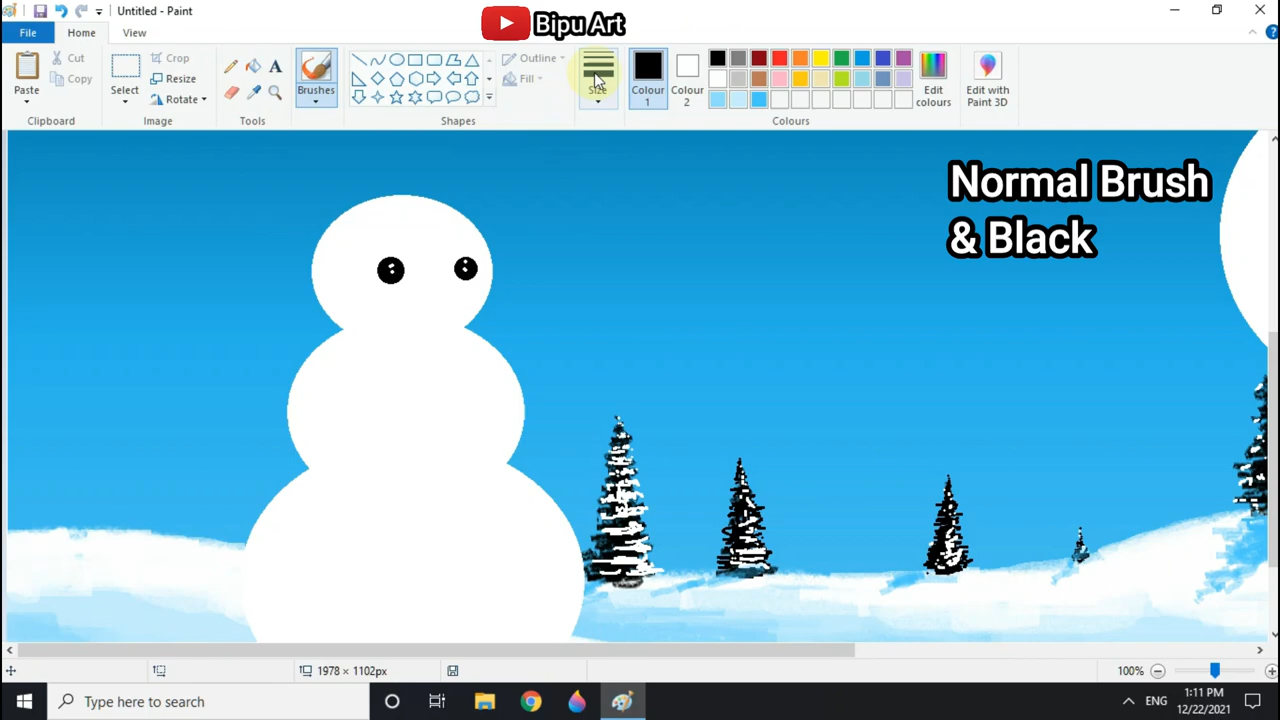 Untitled - Paint
Bipu Art
File
Home
View
Paste
Cut
Copy
Clipboard
Select
Crop
Resize
Rotate
Image
A
Tools
Brushes
Outline
Fill
Shapes
Size
Colour
1
Colour
2
Edit
colours
Colours
Edit with
Paint 3D
Normal Brush
& Black
1978 × 1102px
100%
Type here to search
ENG
1:11 PM
12/22/2021